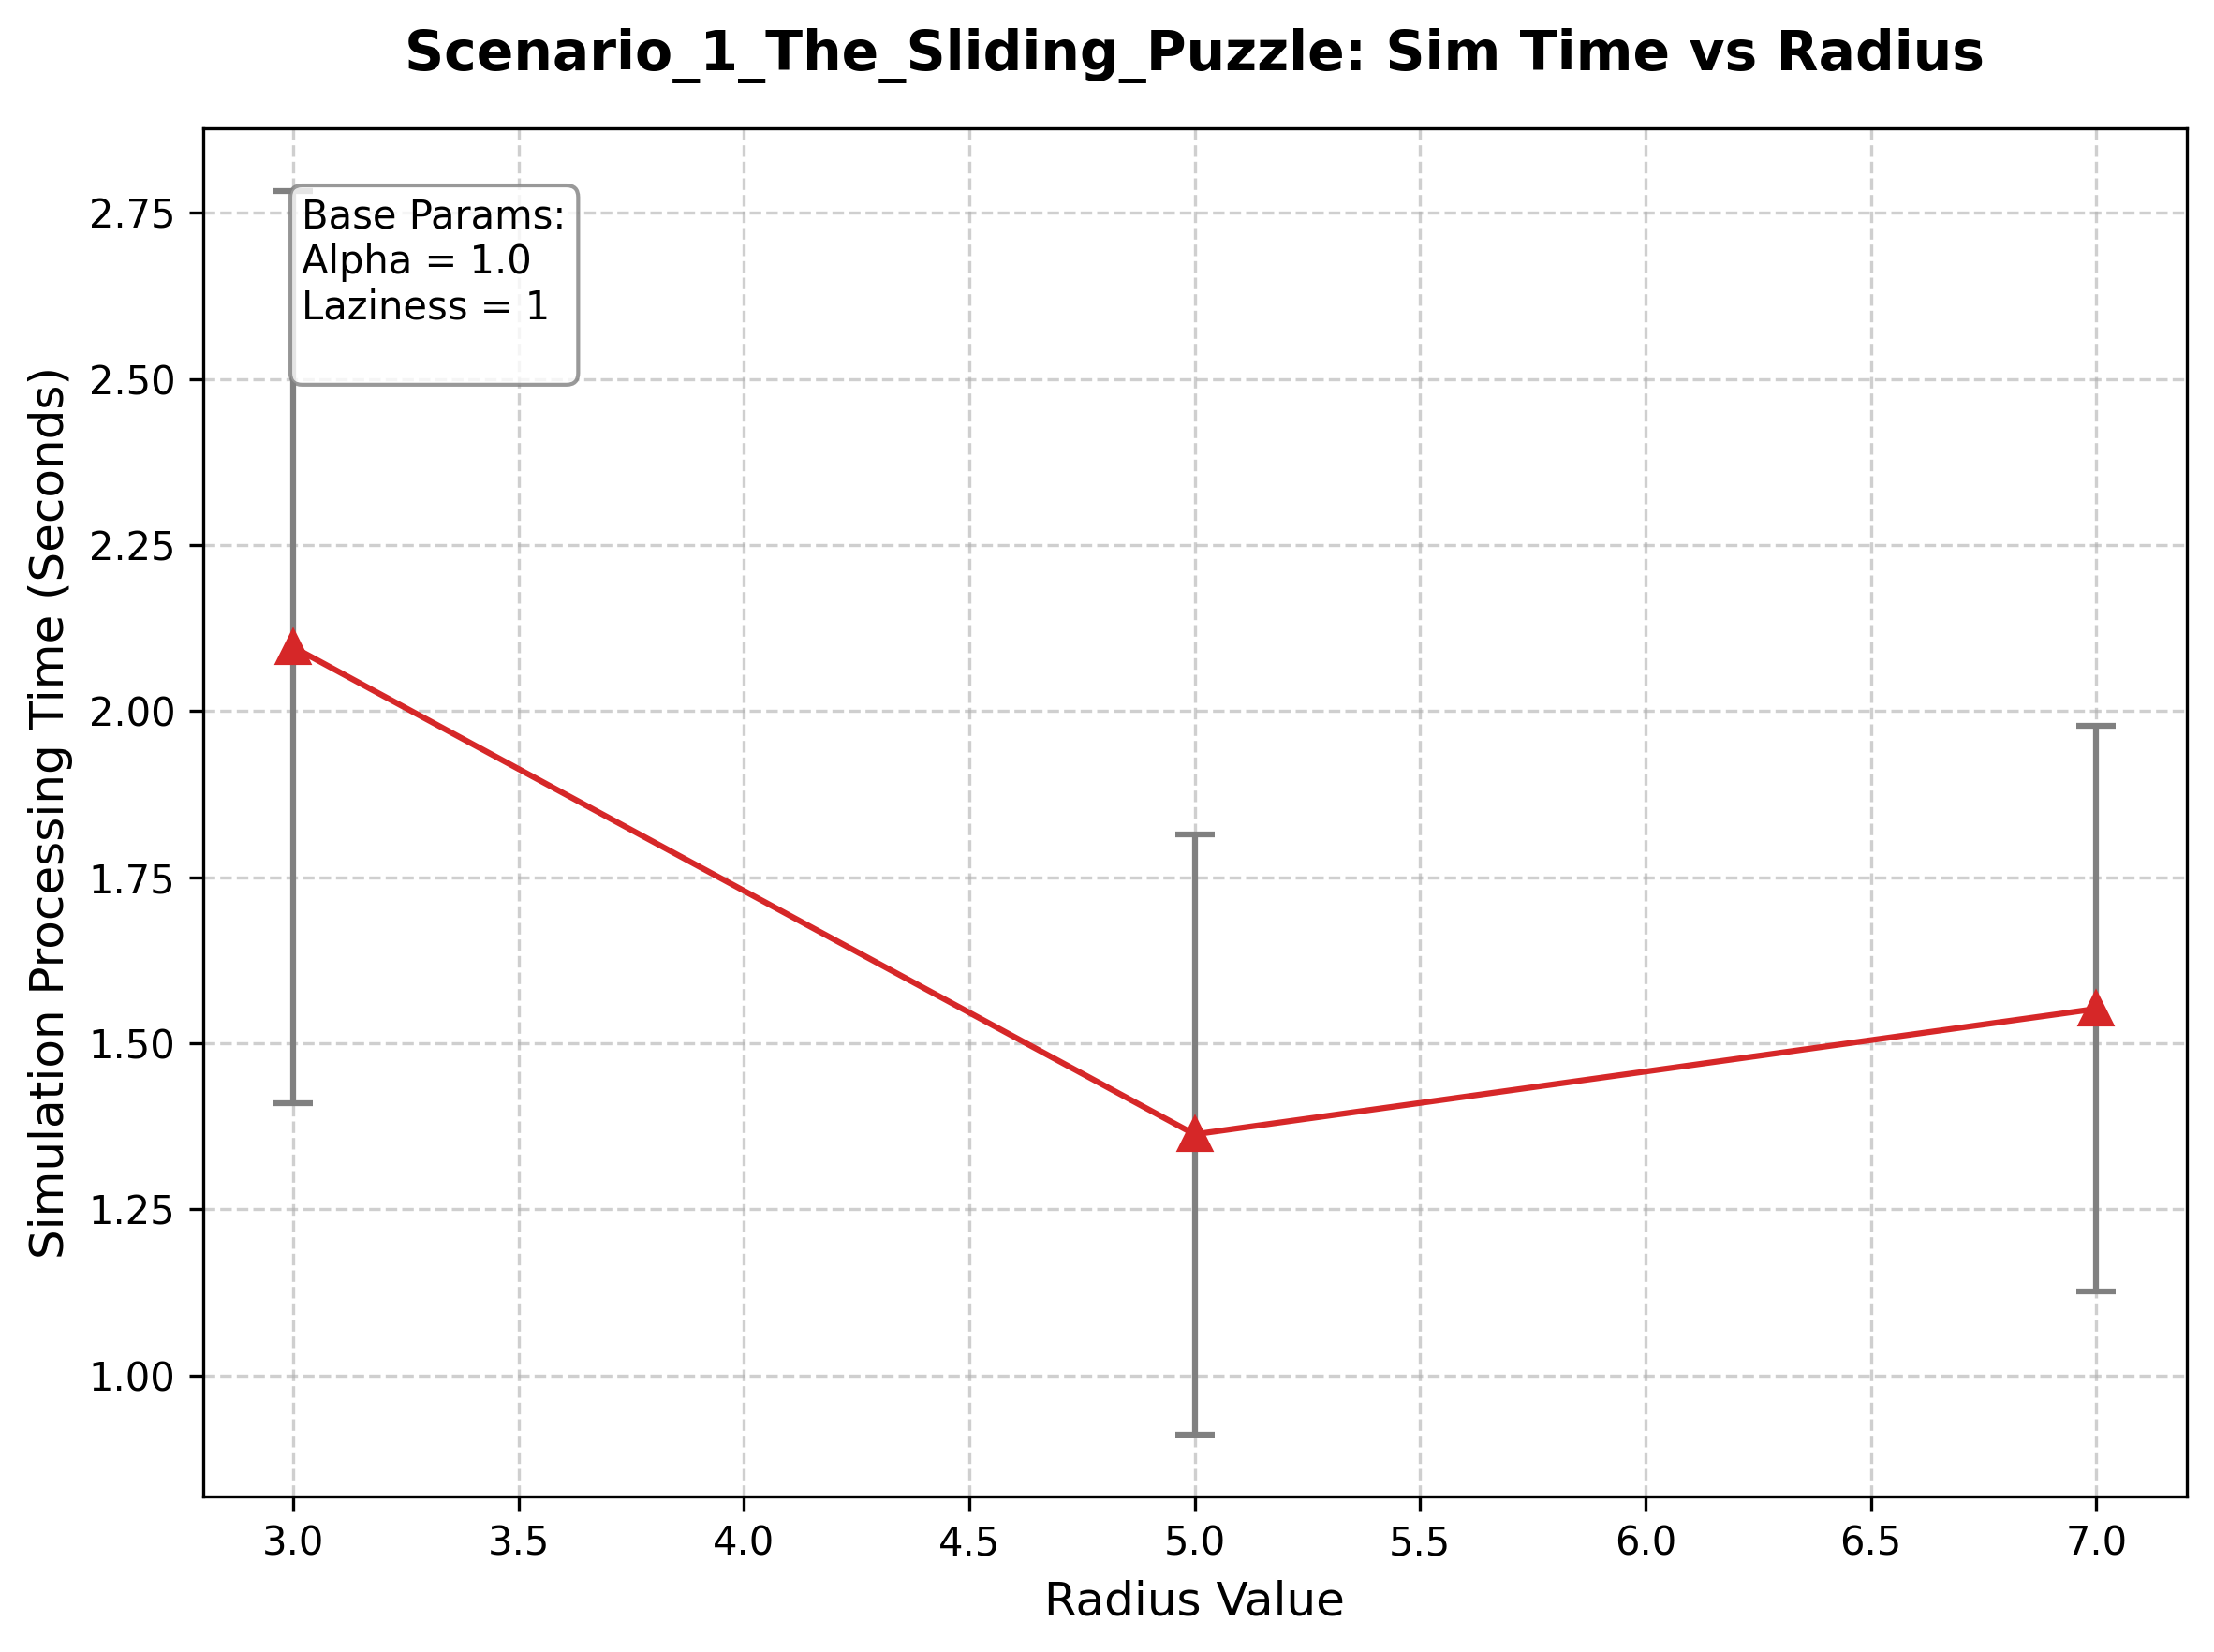 Scenario_1_The_Sliding_Puzzle: Sim Time vs Radius
Base Params:
Alpha = 1.0
Laziness = 1
Simulation Processing Time (Seconds)
2.75
2.50
2.25
2.00
1.75
1.50
1.25
1.00
3.0 3.5 4.0 4.5 5.0 5.5 6.0 6.5 7.0
Radius Value